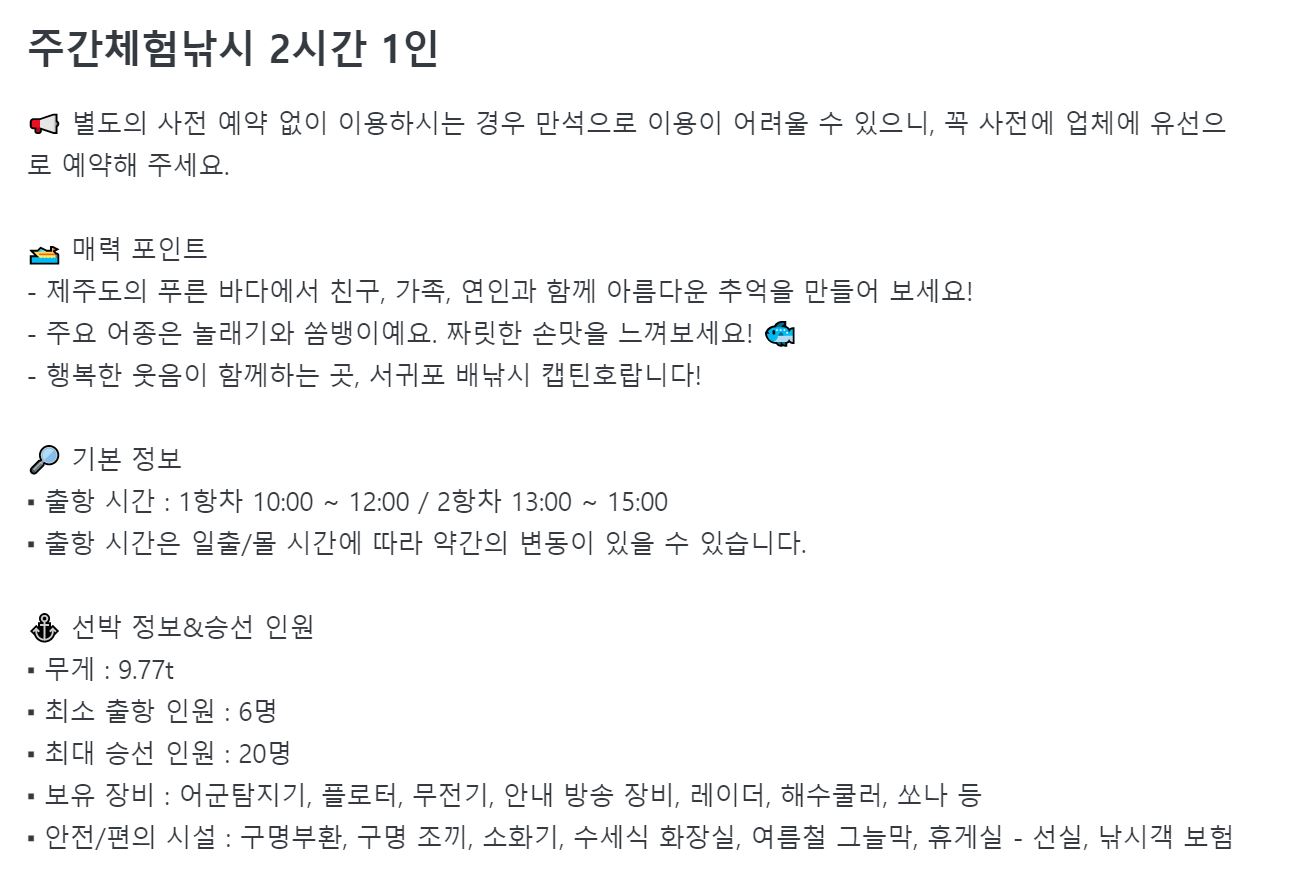 주간체험낚시 2시간 1인
📢 별도의 사전 예약 없이 이용하시는 경우 만석으로 이용이 어려울 수 있으니, 꼭 사전에 업체에 유선으
로 예약해 주세요.
🚤 매력 포인트
- 제주도의 푸른 바다에서 친구, 가족, 연인과 함께 아름다운 추억을 만들어 보세요!
- 주요 어종은 놀래기와 쏨뱅이예요. 짜릿한 손맛을 느껴보세요! 🐟
- 행복한 웃음이 함께하는 곳, 서귀포 배낚시 캡틴호랍니다!
🔎 기본 정보
▪ 출항 시간 : 1항차 10:00 ~ 12:00 / 2항차 13:00 ~ 15:00
▪ 출항 시간은 일출/몰 시간에 따라 약간의 변동이 있을 수 있습니다.
⚓ 선박 정보&승선 인원
▪ 무게 : 9.77t
▪ 최소 출항 인원 : 6명
▪ 최대 승선 인원 : 20명
▪ 보유 장비 : 어군탐지기, 플로터, 무전기, 안내 방송 장비, 레이더, 해수쿨러, 쏘나 등
▪ 안전/편의 시설 : 구명부환, 구명 조끼, 소화기, 수세식 화장실, 여름철 그늘막, 휴게실 - 선실, 낚시객 보험